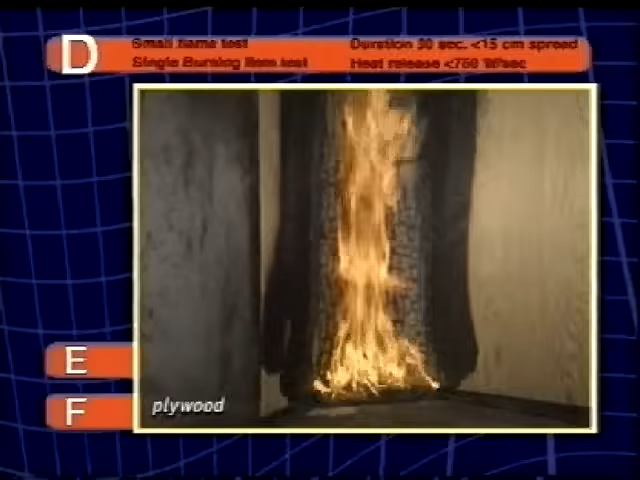 D
Small flame test
Single Burning Item test
Duration 30 sec. <15 cm spread
Heat release <750 W/sec
E
F
plywood